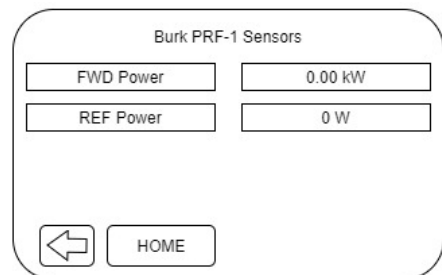 Burk PRF-1 Sensors
FWD Power 0.00 kW
REF Power 0 W
HOME